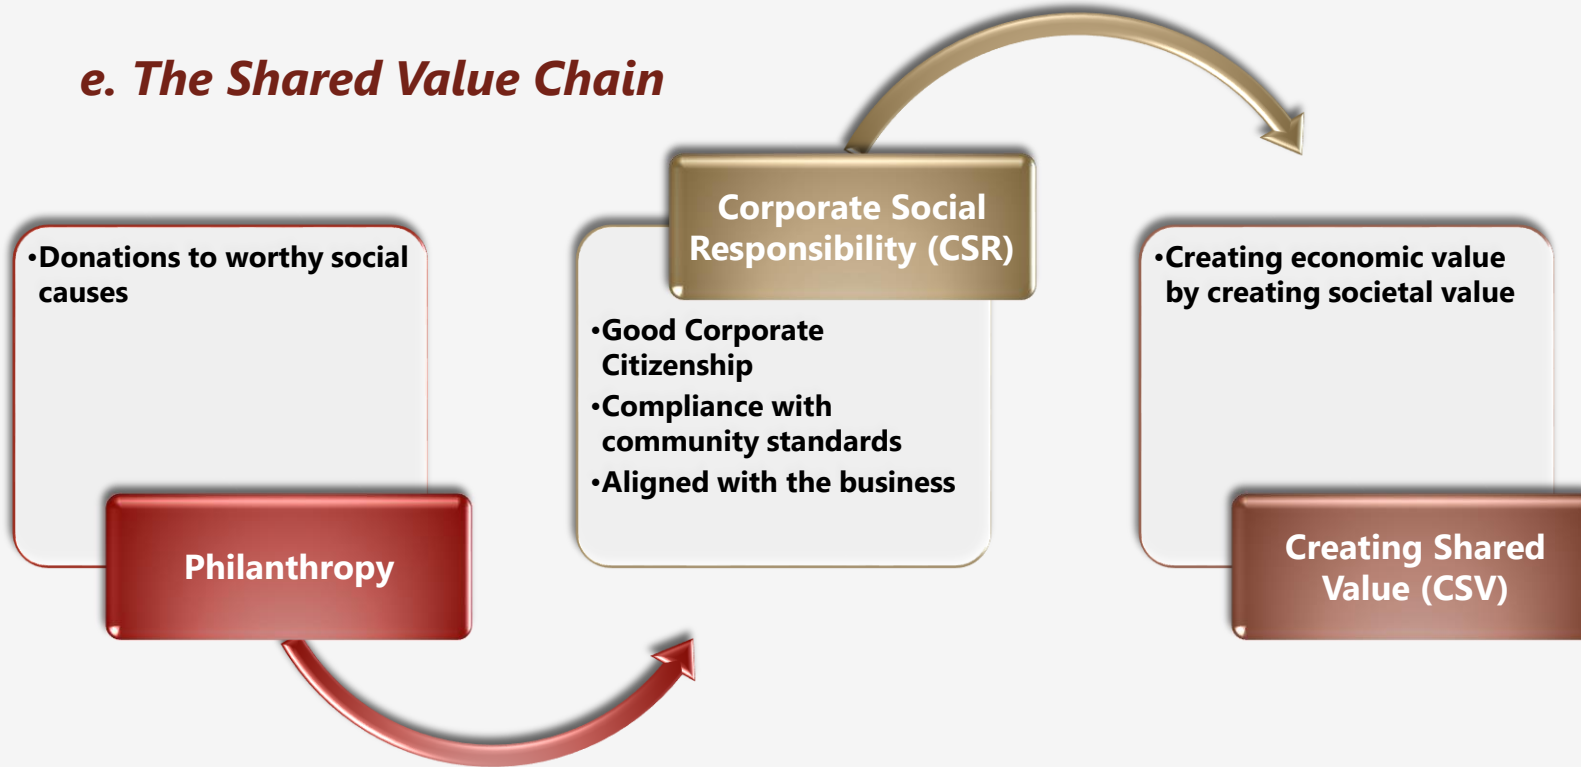 e. The Shared Value Chain
•Donations to worthy social
causes
Philanthropy
Corporate Social
Responsibility (CSR)
•Good Corporate
Citizenship
•Compliance with
community standards
•Aligned with the business
•Creating economic value
by creating societal value
Creating Shared
Value (CSV)